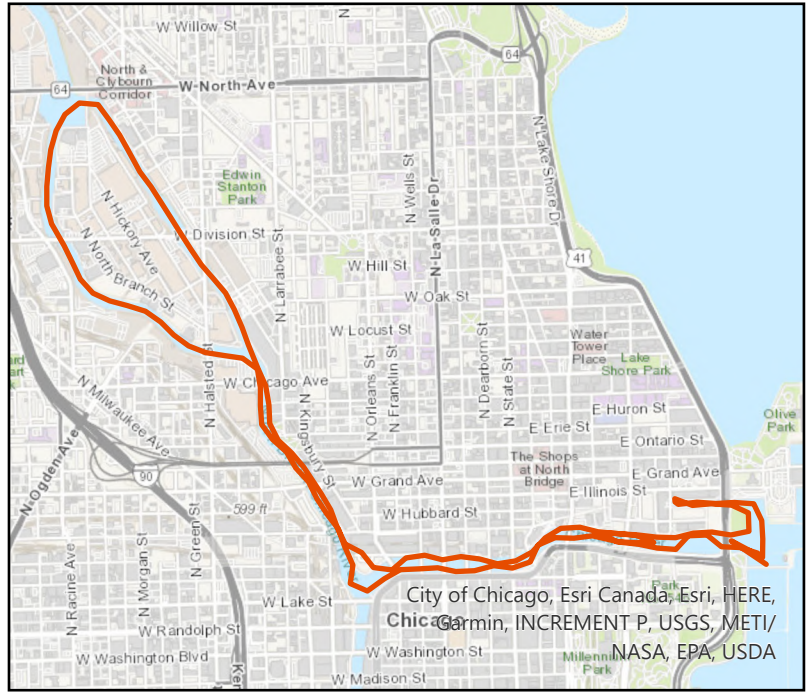 N
W Willow St
64
North &
Clybourn
Corridor
W North Ave
64
N Lake Shore Dr
Edwin
Stanton
Park
N Wells St
N La Salle Dr
N Hickory Ave
N North Branch St
W Division St
N Larrabee St
W Hill St
41
W Oak St
W Locust St
Water
Tower
Place
Lake
Shore Park
N Halsted St
W Chicago Ave
N Orleans St
N Franklin St
N Dearborn St
N State St
N Milwaukee Ave
N Kingsbury St
E Huron St
Olive
Park
E Erie St
E Ontario St
N Ogden Ave
90
The Shops
at North
Bridge
E Grand Ave
W Grand Ave
E Illinois St
599 ft
W Hubbard St
N Racine Ave
N Morgan St
N Green St
W Lake St
Park
Chicago
City of Chicago, Esri Canada, Esri, HERE,
Garmin, INCREMENT P, USGS, METI/
NASA, EPA, USDA
W Randolph St
W Washington Blvd
W Washington St
Millennium
Park
W Madison St